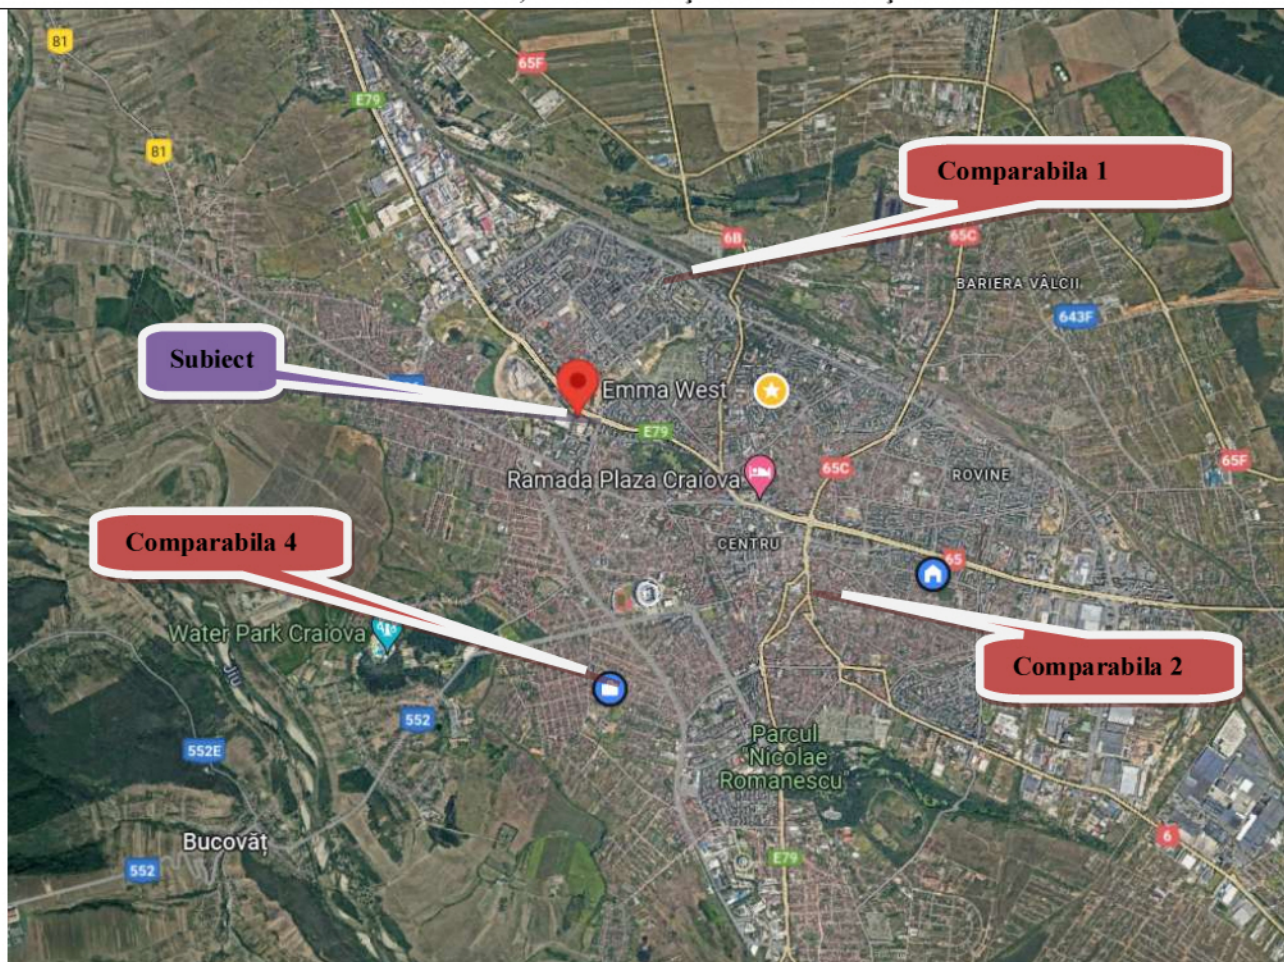 81
65F
E79
81
Comparabila 1
6B
65C
BARIERA VÂLCII
643F
Subiect
Emma West
E79
Ramada Plaza Craiova
65C
ROVINE
65F
Comparabila 4
CENTRU
65
Water Park Craiova
JIU
Comparabila 2
552
552E
Parcul
Nicolae
Romanescu
Bucovăț
552
E79
6